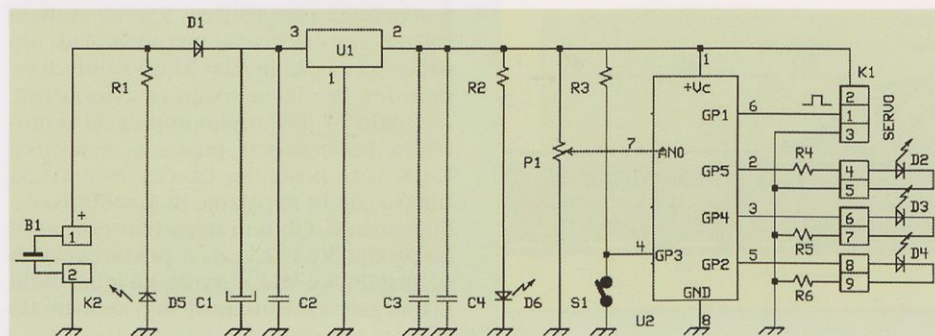 D1
3
U1
2
1
R1
R2
R3
1
+Vc
K1
2
1
3
SERVO
GP1
6
P1
7
AN0
GP5
2
R4
4
5
D2
GP4
3
6
7
D3
R5
GP2
5
8
9
D4
R6
B1
+
1
2
K2
D5
C1
C2
C3
C4
D6
S1
4
GP3
GND
U2
8